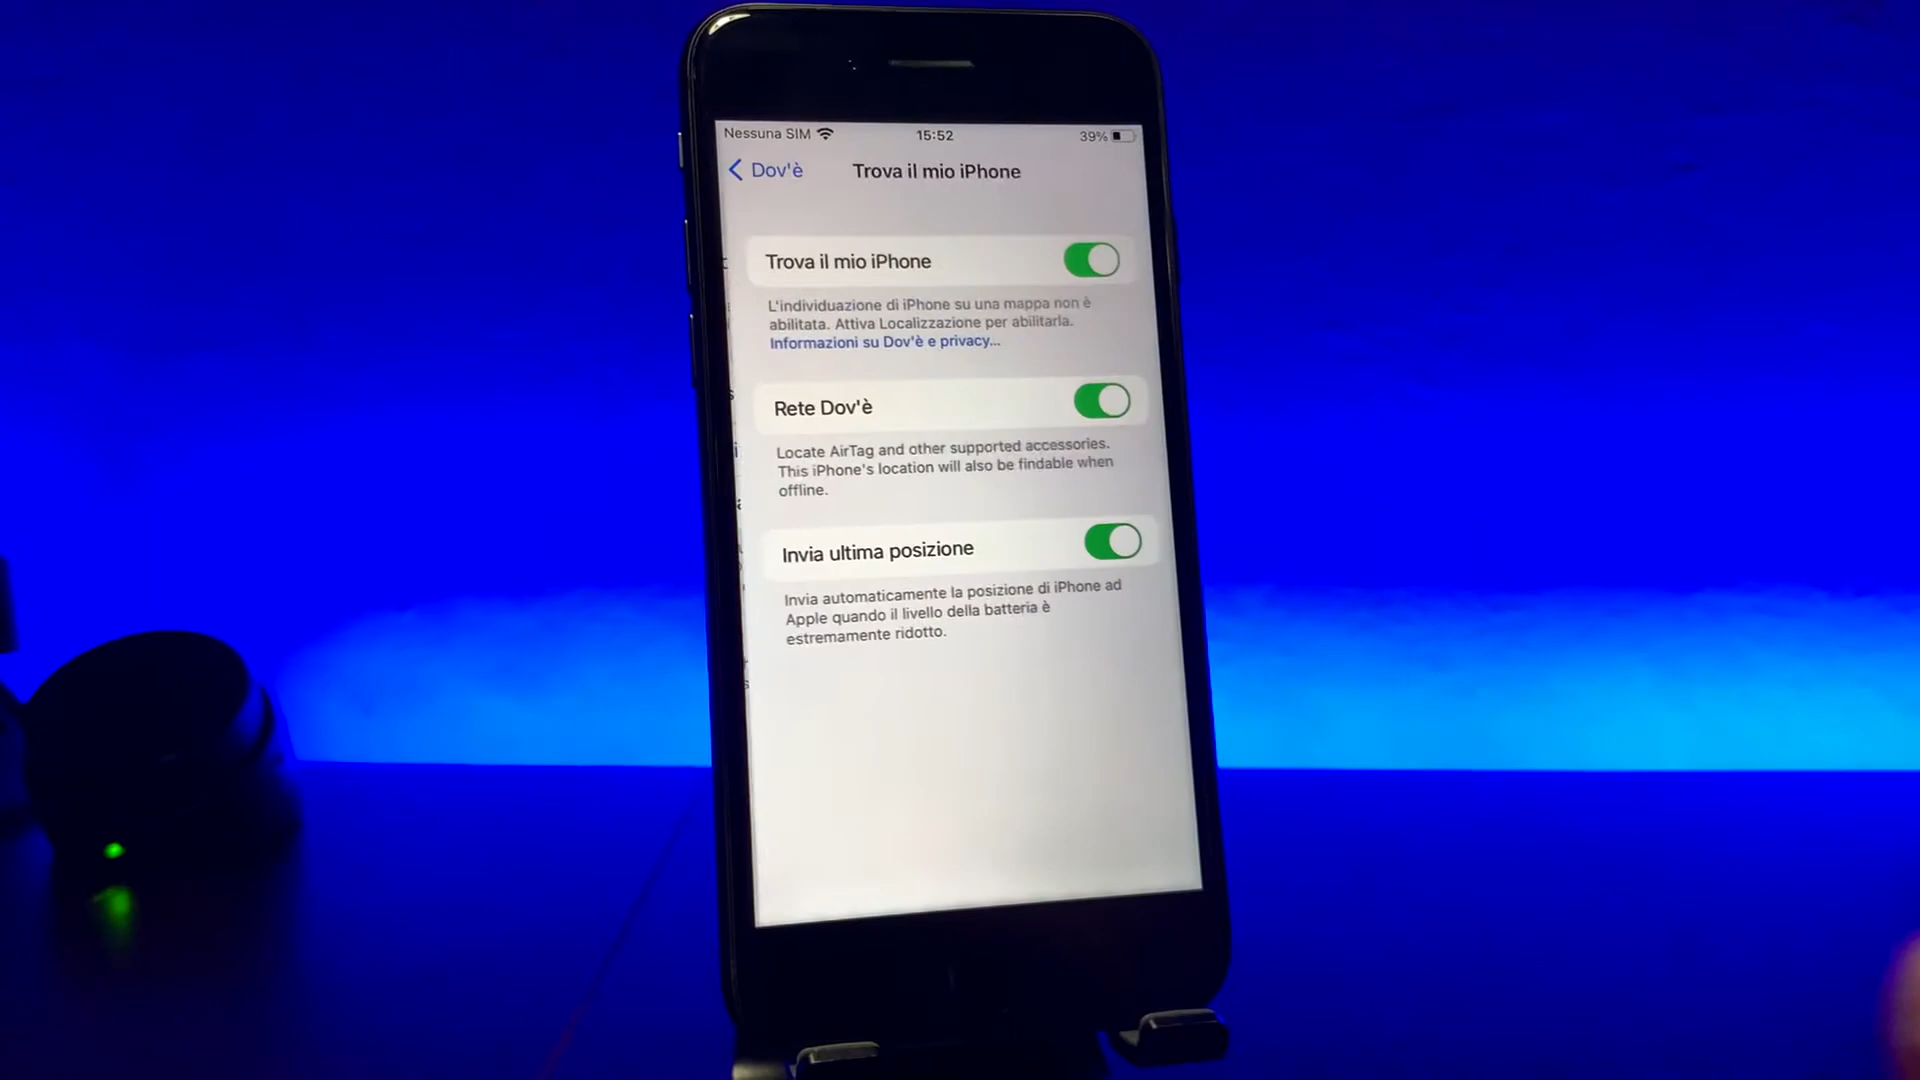 Nessuna SIM 15:52 39%
Dov'è Trova il mio iPhone
Trova il mio iPhone
L'individuazione di iPhone su una mappa non è
abilitata. Attiva Localizzazione per abilitarla.
Informazioni su Dov'è e privacy...
Rete Dov'è
Locate AirTag and other supported accessories.
This iPhone's location will also be findable when
offline.
Invia ultima posizione
Invia automaticamente la posizione di iPhone ad
Apple quando il livello della batteria è
estremamente ridotto.